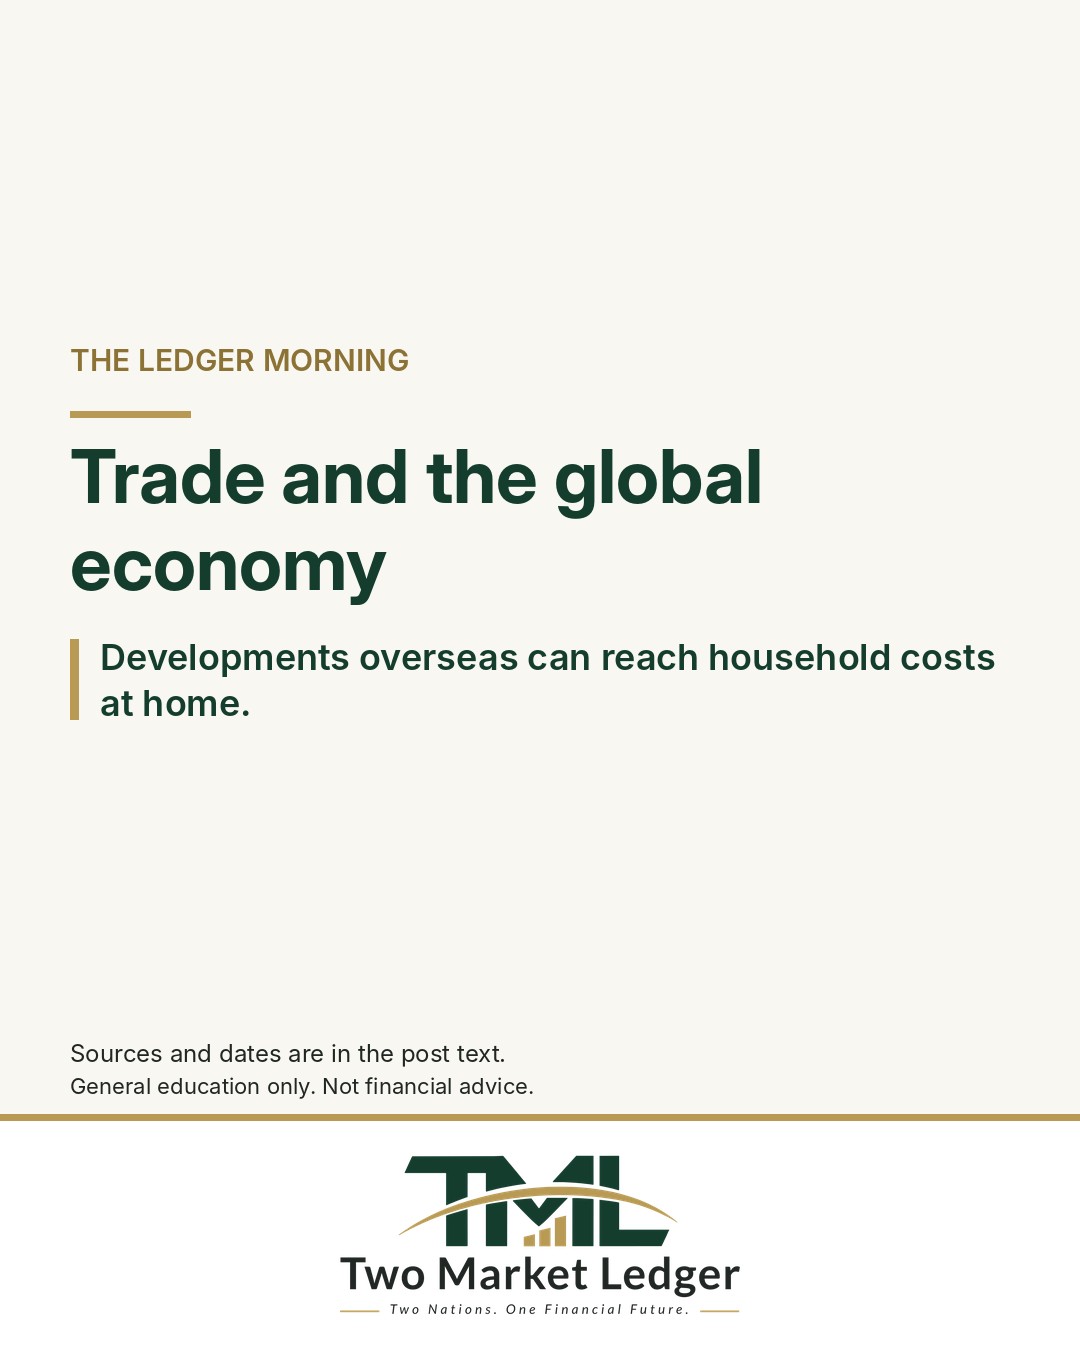 THE LEDGER MORNING
Trade and the global
economy
Developments overseas can reach household costs
at home.
Sources and dates are in the post text.
General education only. Not financial advice.
TML
Two Market Ledger
Two Nations. One Financial Future.